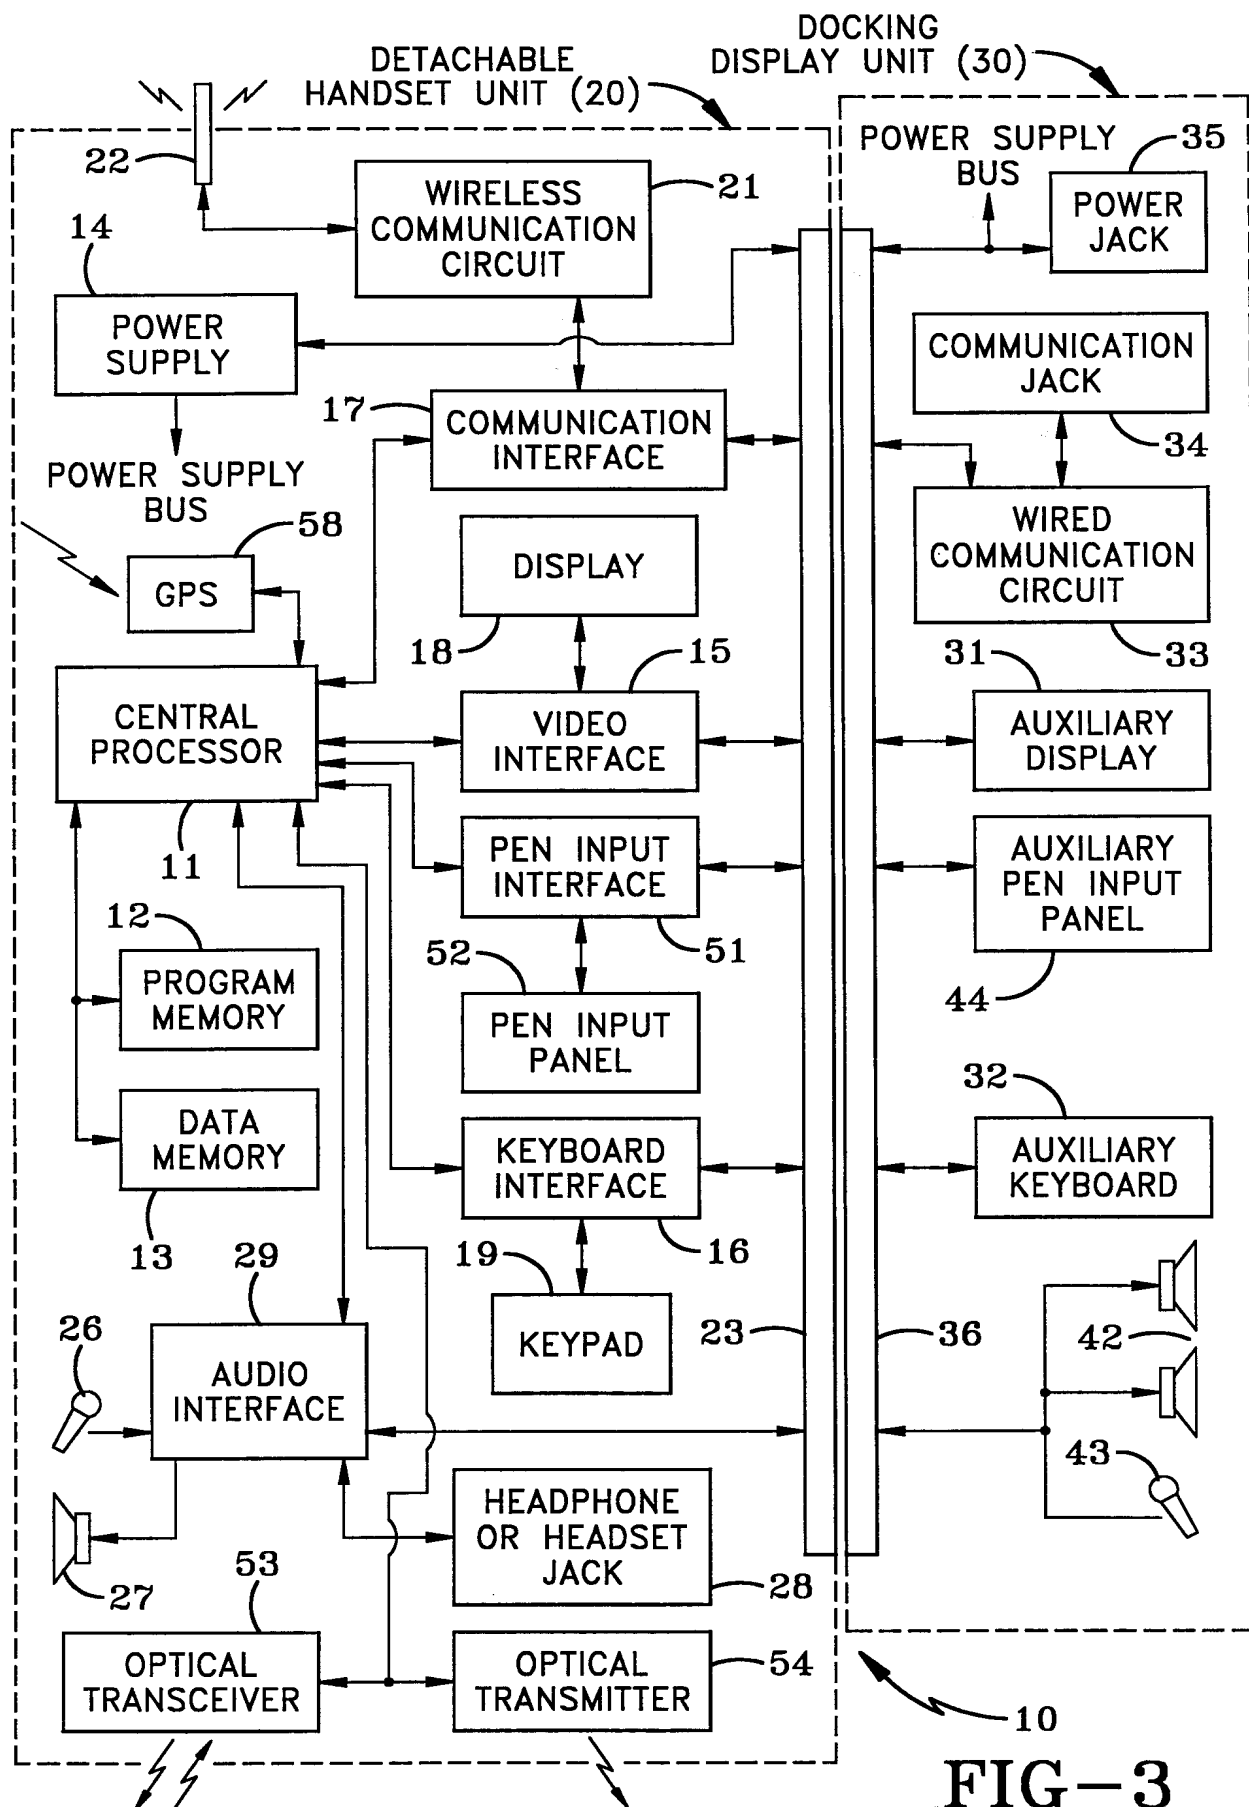 DOCKING
DISPLAY UNIT (30)
DETACHABLE
HANDSET UNIT (20)
22
WIRELESS
COMMUNICATION
CIRCUIT
21
POWER SUPPLY
BUS
35
POWER
JACK
14
POWER
SUPPLY
POWER SUPPLY
BUS
17
COMMUNICATION
INTERFACE
COMMUNICATION
JACK
34
58
GPS
DISPLAY
18
WIRED
COMMUNICATION
CIRCUIT
33
CENTRAL
PROCESSOR
11
15
VIDEO
INTERFACE
31
AUXILIARY
DISPLAY
PEN INPUT
INTERFACE
51
AUXILIARY
PEN INPUT
PANEL
44
12
PROGRAM
MEMORY
52
PEN INPUT
PANEL
DATA
MEMORY
13
KEYBOARD
INTERFACE
16
32
AUXILIARY
KEYBOARD
19
KEYPAD
23
36
42
29
26
AUDIO
INTERFACE
43
27
HEADPHONE
OR HEADSET
JACK
28
53
OPTICAL
TRANSCEIVER
OPTICAL
TRANSMITTER
54
10
FIG-3